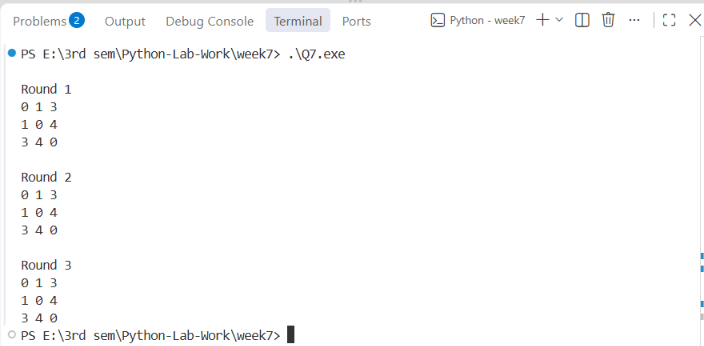 Problems 2 Output Debug Console Terminal Ports Python - week7
PS E:\3rd sem\Python-Lab-Work\week7> .\Q7.exe
Round 1
0 1 3
1 0 4
3 4 0
Round 2
0 1 3
1 0 4
3 4 0
Round 3
0 1 3
1 0 4
3 4 0
PS E:\3rd sem\Python-Lab-Work\week7>